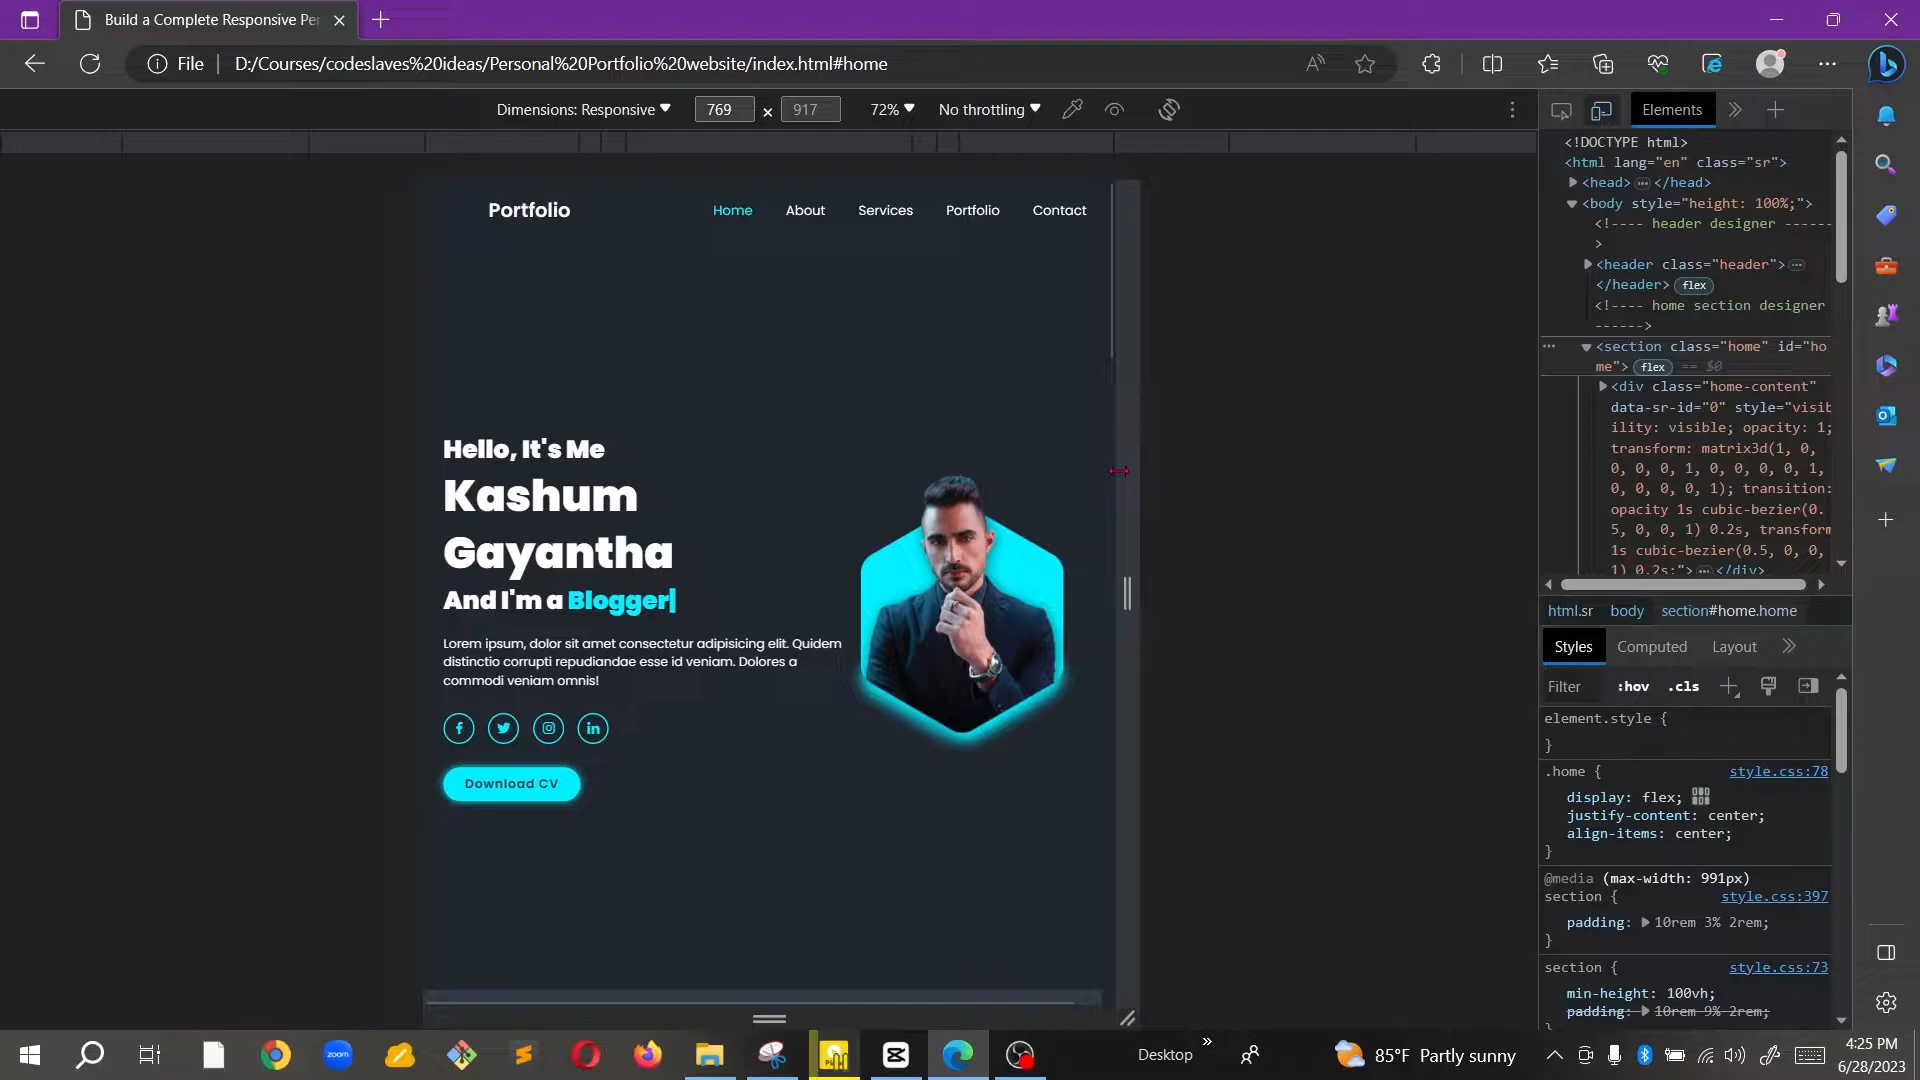 Build a Complete Responsive Per
File
D:/Courses/codeslaves%20ideas/Personal%20Portfolio%20website/index.html#home
Dimensions: Responsive
769
×
917
72%
No throttling
Portfolio
Home
About
Services
Portfolio
Contact
Hello, It's Me
Kashum
Gayantha
And I'm a Blogger|
Lorem ipsum, dolor sit amet consectetur adipisicing elit. Quidem
distinctio corrupti repudiandae esse id veniam. Dolores a
commodi veniam omnis!
Download CV
Elements
<!DOCTYPE html>
<html lang="en" class="sr">
<head> ... </head>
<body style="height: 100%;">
<!---- header designer ------
>
<header class="header"> ...
</header> flex
<!---- home section designer
------>
... <section class="home" id="ho
me"> flex == $0
<div class="home-content"
data-sr-id="0" style="visib
ility: visible; opacity: 1;
transform: matrix3d(1, 0,
0, 0, 0, 1, 0, 0, 0, 0, 1,
0, 0, 0, 0, 1); transition:
opacity 1s cubic-bezier(0.
5, 0, 0, 1) 0.2s, transform
1s cubic-bezier(0.5, 0, 0,
1) 0.2s;"> ... </div>
html.sr
body
section#home.home
Styles
Computed
Layout
Filter
:hov
.cls
element.style {
}
.home {
style.css:78
display: flex;
justify-content: center;
align-items: center;
}
@media (max-width: 991px)
section {
style.css:397
padding: 10rem 3% 2rem;
}
section {
style.css:73
min-height: 100vh;
padding: 10rem 9% 2rem;
zoom
Desktop
85°F Partly sunny
4:25 PM
6/28/2023